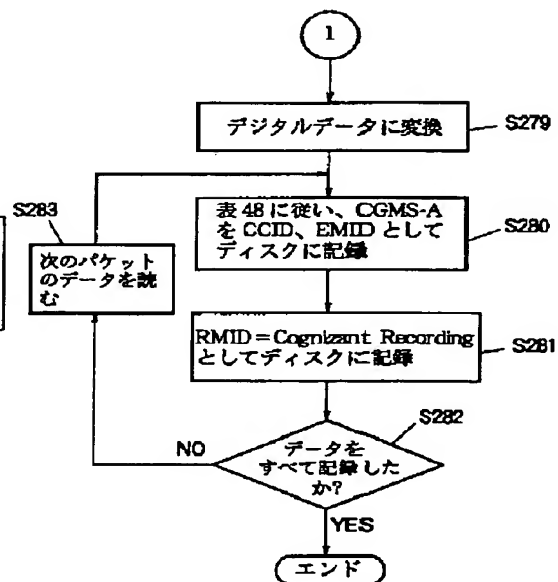 1
デジタルデータに変換
S279
S283
次のパケット
のデータを読
む
表48に従い、CGMS-A
をCCID、EMIDとして
ディスクに記録
S280
RMID=Cognizant Recording
としてディスクに記録
S281
S282
データを
すべて記録した
か?
NO
YES
エンド